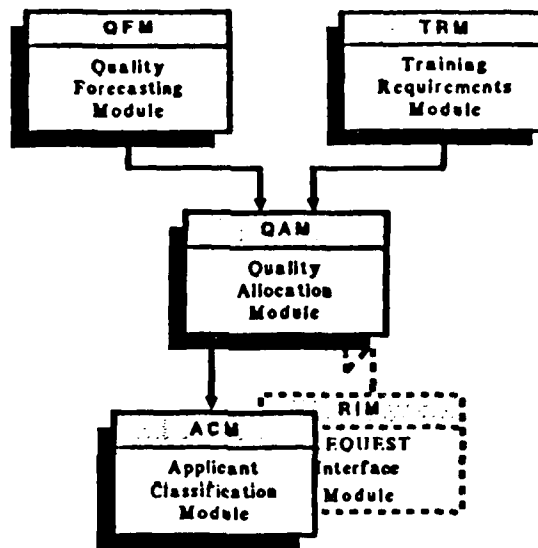 QFM
Quality
Forecasting
Module
TRM
Training
Requirements
Module
QAM
Quality
Allocation
Module
RIM
EQUEST
Interface
Module
ACM
Applicant
Classification
Module